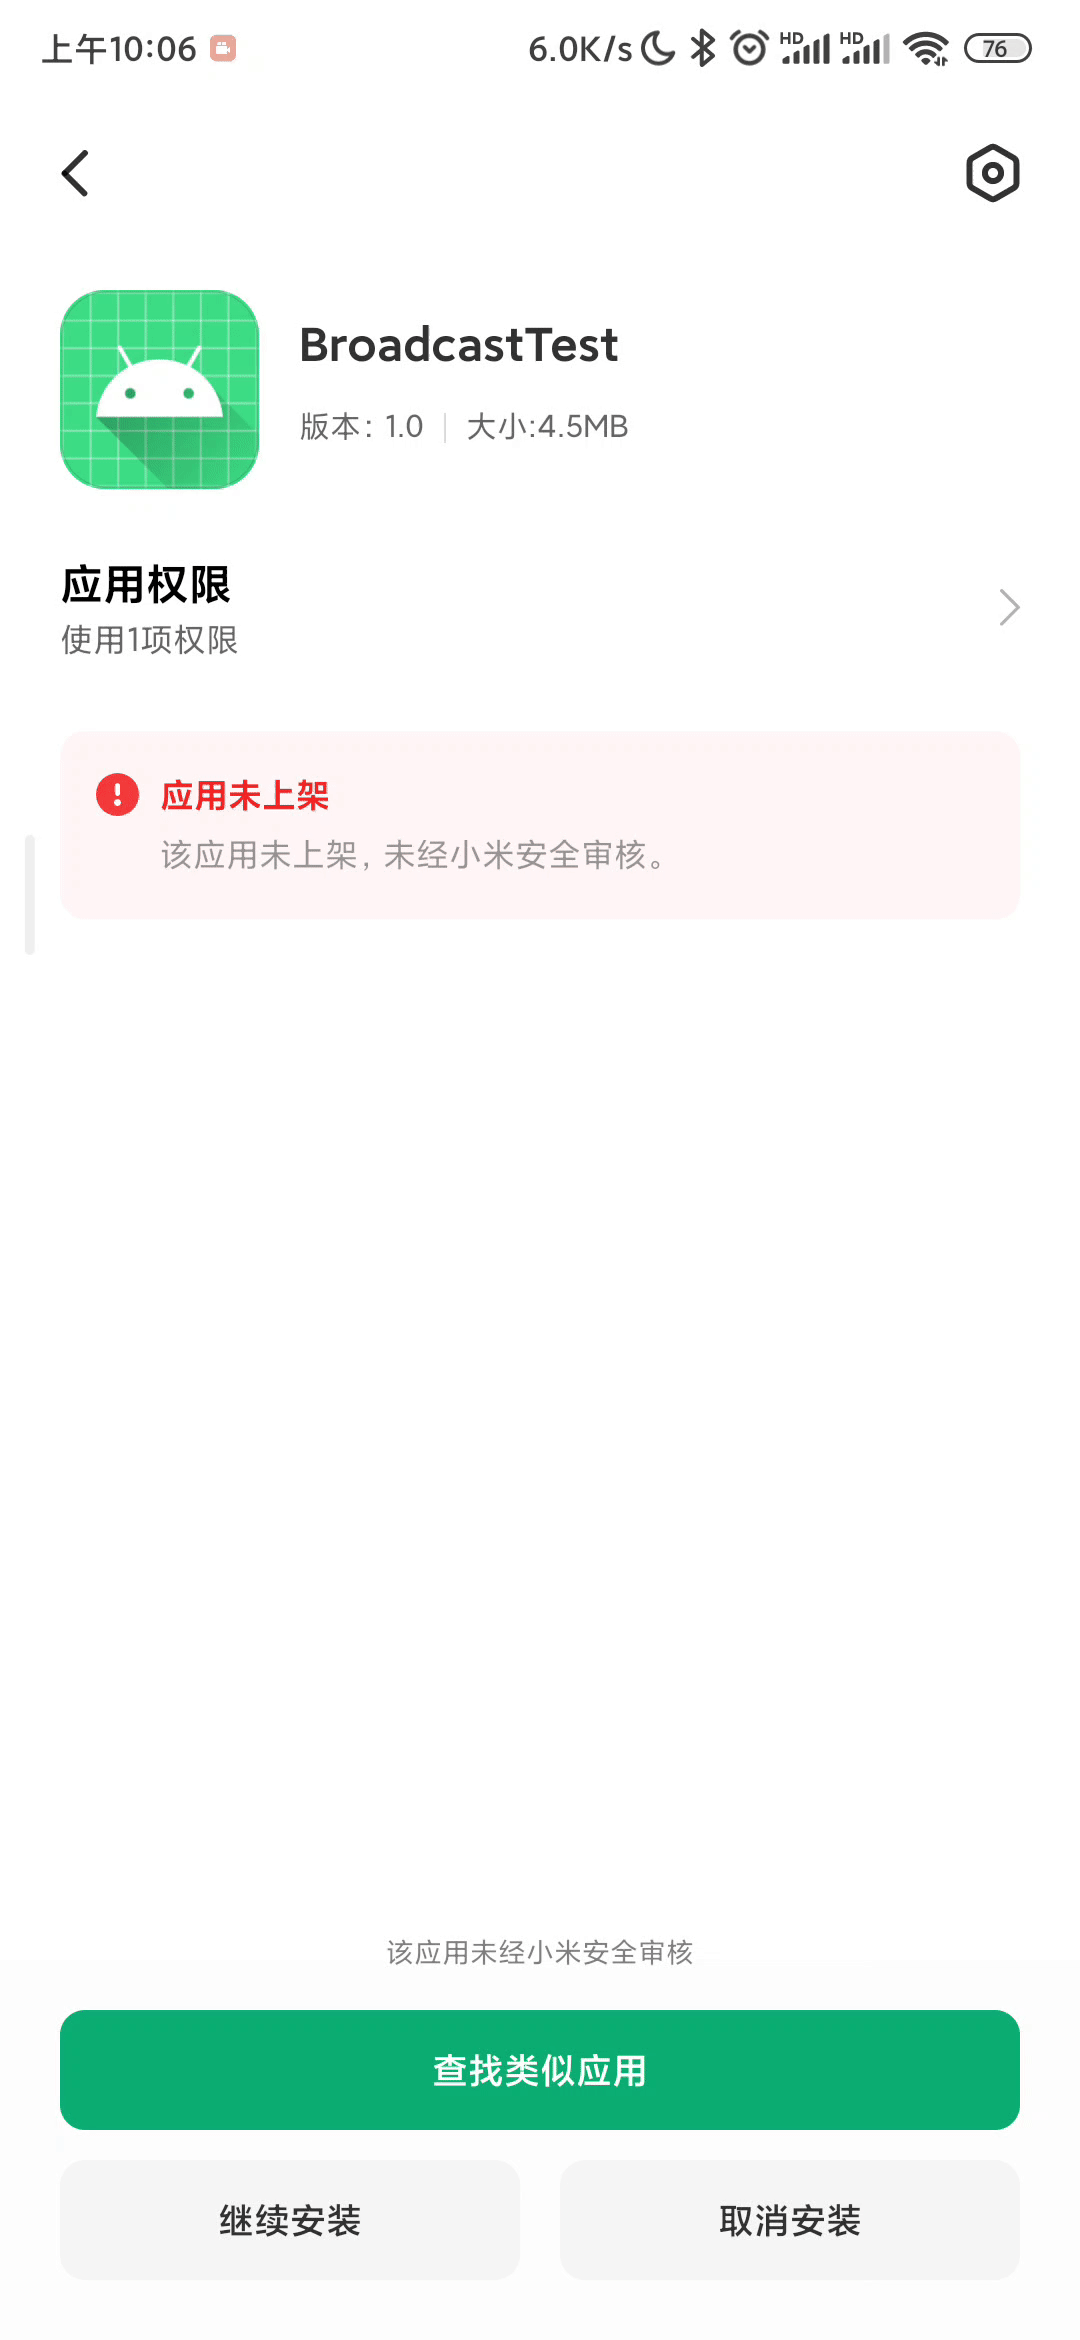 上午10:06 6.0K/s HD HD 76
BroadcastTest
版本: 1.0 | 大小:4.5MB
应用权限
使用1项权限
应用未上架
该应用未上架, 未经小米安全审核。
该应用未经小米安全审核
查找类似应用
继续安装 取消安装